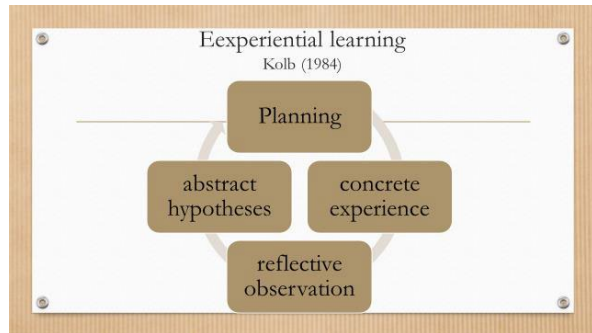 Eexperiential learning
Kolb (1984)
Planning
abstract
hypotheses
concrete
experience
reflective
observation